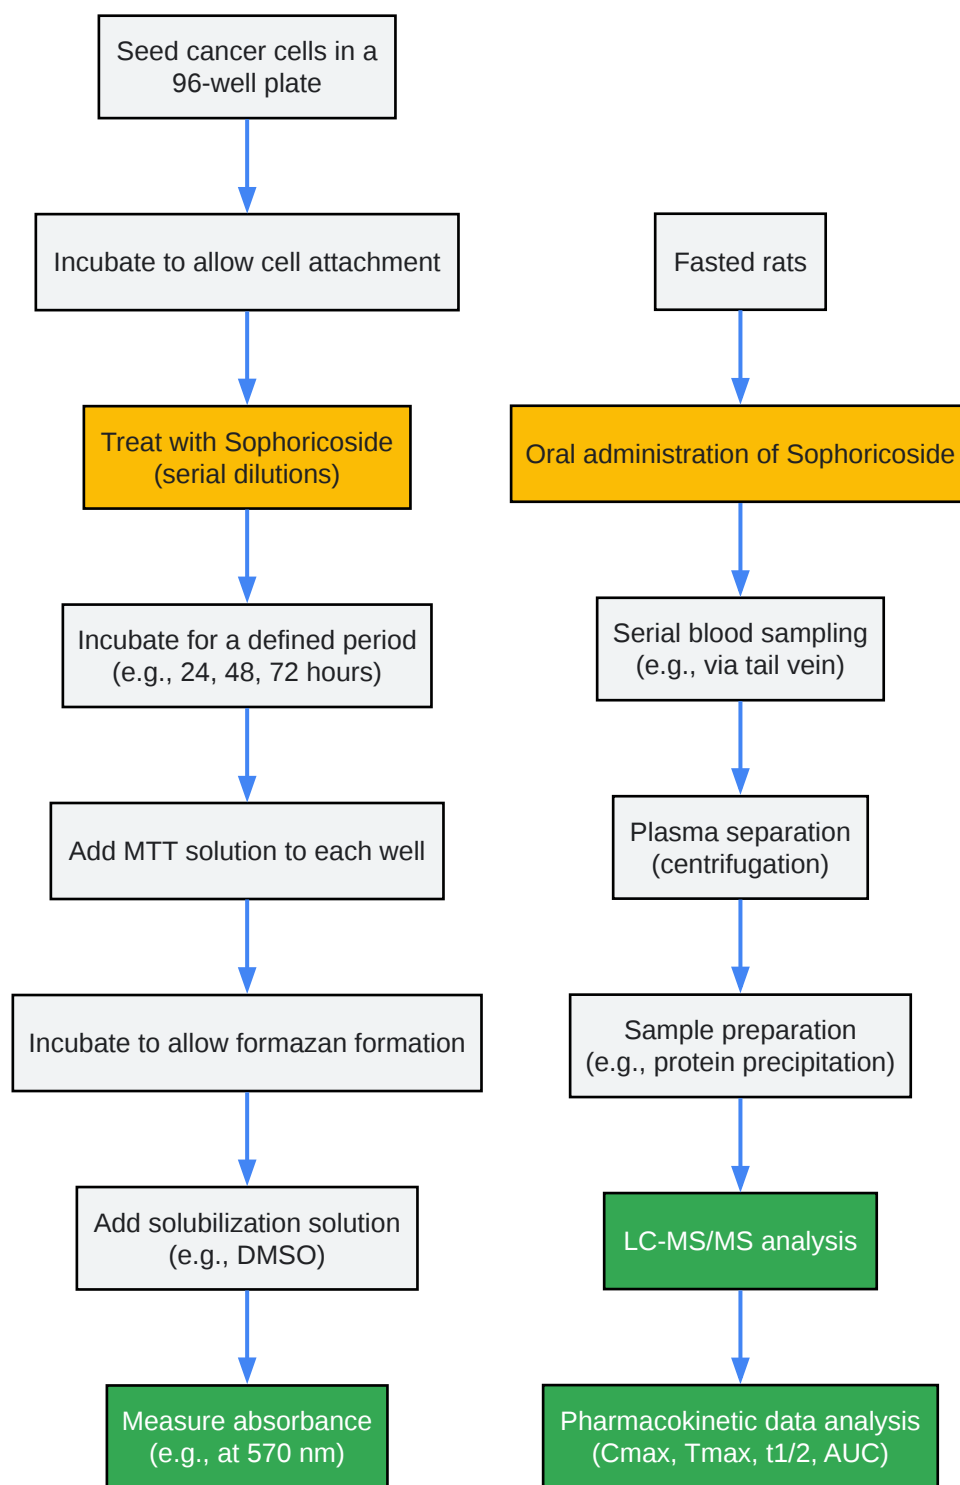 Seed cancer cells in a
96-well plate
Incubate to allow cell attachment
Treat with Sophoricoside
(serial dilutions)
Incubate for a defined period
(e.g., 24, 48, 72 hours)
Add MTT solution to each well
Incubate to allow formazan formation
Add solubilization solution
(e.g., DMSO)
Measure absorbance
(e.g., at 570 nm)
Fasted rats
Oral administration of Sophoricoside
Serial blood sampling
(e.g., via tail vein)
Plasma separation
(centrifugation)
Sample preparation
(e.g., protein precipitation)
LC-MS/MS analysis
Pharmacokinetic data analysis
(Cmax, Tmax, t1/2, AUC)